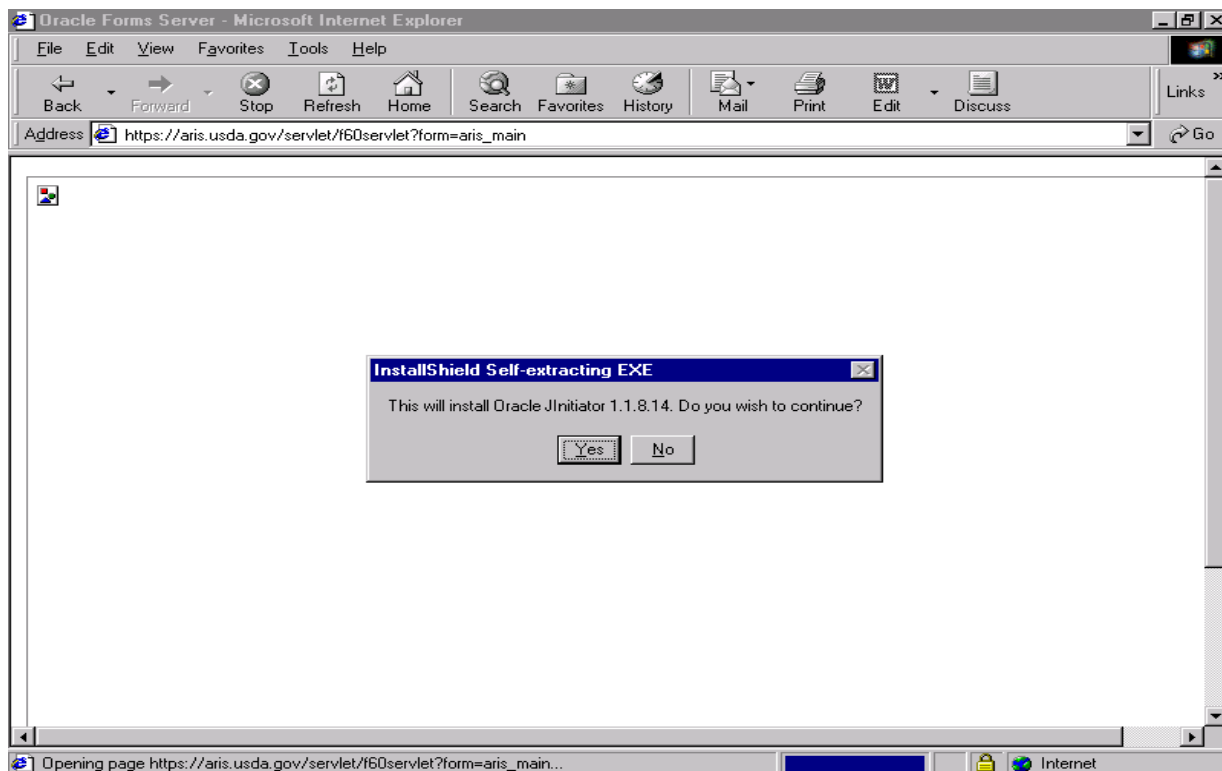 Oracle Forms Server - Microsoft Internet Explorer
File Edit View Favorites Tools Help
Back Forward Stop Refresh Home Search Favorites History Mail Print Edit Discuss Links »
Address https://aris.usda.gov/servlet/f60servlet?form=aris_main Go
InstallShield Self-extracting EXE
This will install Oracle JInitiator 1.1.8.14. Do you wish to continue?
Yes No
Opening page https://aris.usda.gov/servlet/f60servlet?form=aris_main... Internet